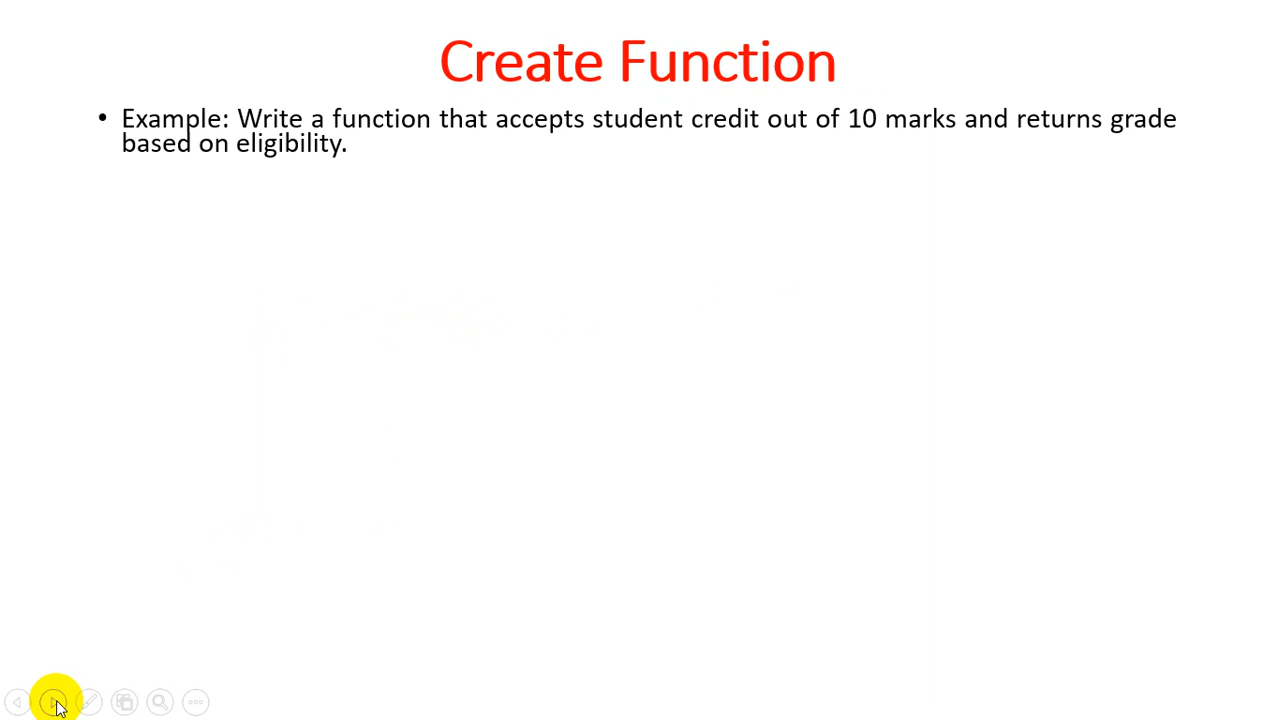 Create Function
• Example: Write a function that accepts student credit out of 10 marks and returns grade
based on eligibility.